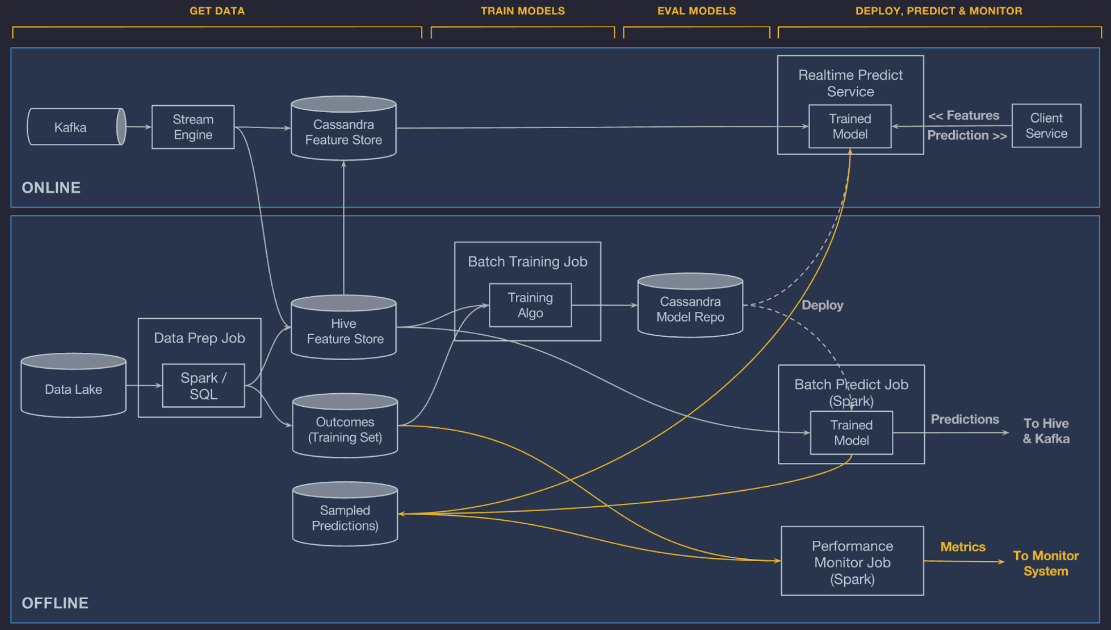 GET DATA
TRAIN MODELS
EVAL MODELS
DEPLOY, PREDICT & MONITOR
Realtime Predict
Service
Kafka
Stream
Engine
Cassandra
Feature Store
Trained
Model
<< Features
Prediction >>
Client
Service
ONLINE
Batch Training Job
Training
Algo
Cassandra
Model Repo
Deploy
Hive
Feature Store
Data Prep Job
Spark /
SQL
Data Lake
Outcomes
(Training Set)
Batch Predict Job
(Spark)
Trained
Model
Predictions
To Hive
& Kafka
Sampled
Predictions)
Performance
Monitor Job
(Spark)
Metrics
To Monitor
System
OFFLINE